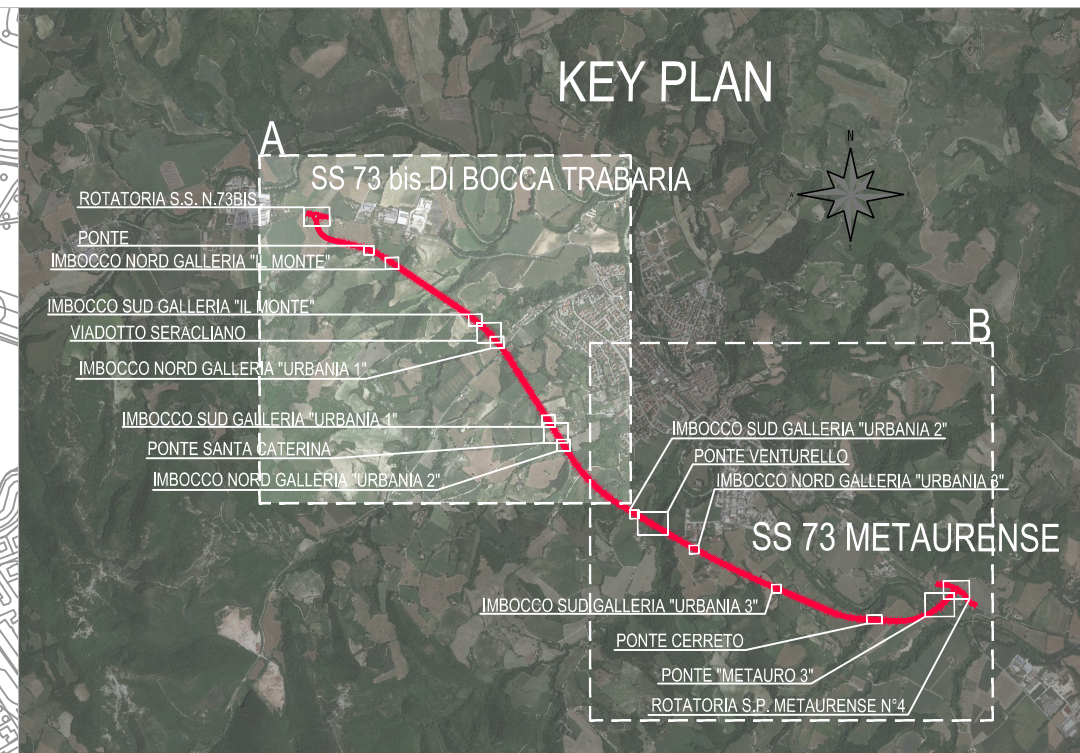 KEY PLAN
N
S
A
SS 73 bis DI BOCCA TRABARIA
ROTATORIA S.S. N.73BIS
PONTE
IMBOCCO NORD GALLERIA "IL MONTE"
IMBOCCO SUD GALLERIA "IL MONTE"
VIADOTTO SERACLIANO
IMBOCCO NORD GALLERIA "URBANIA 1"
IMBOCCO SUD GALLERIA "URBANIA 1"
PONTE SANTA CATERINA
IMBOCCO NORD GALLERIA "URBANIA 2"
B
IMBOCCO SUD GALLERIA "URBANIA 2"
PONTE VENTURELLO
IMBOCCO NORD GALLERIA "URBANIA 3"
SS 73 METAURENSE
IMBOCCO SUD GALLERIA "URBANIA 3"
PONTE CERRETO
PONTE "METAURO 3"
ROTATORIA S.P. METAURENSE N°4